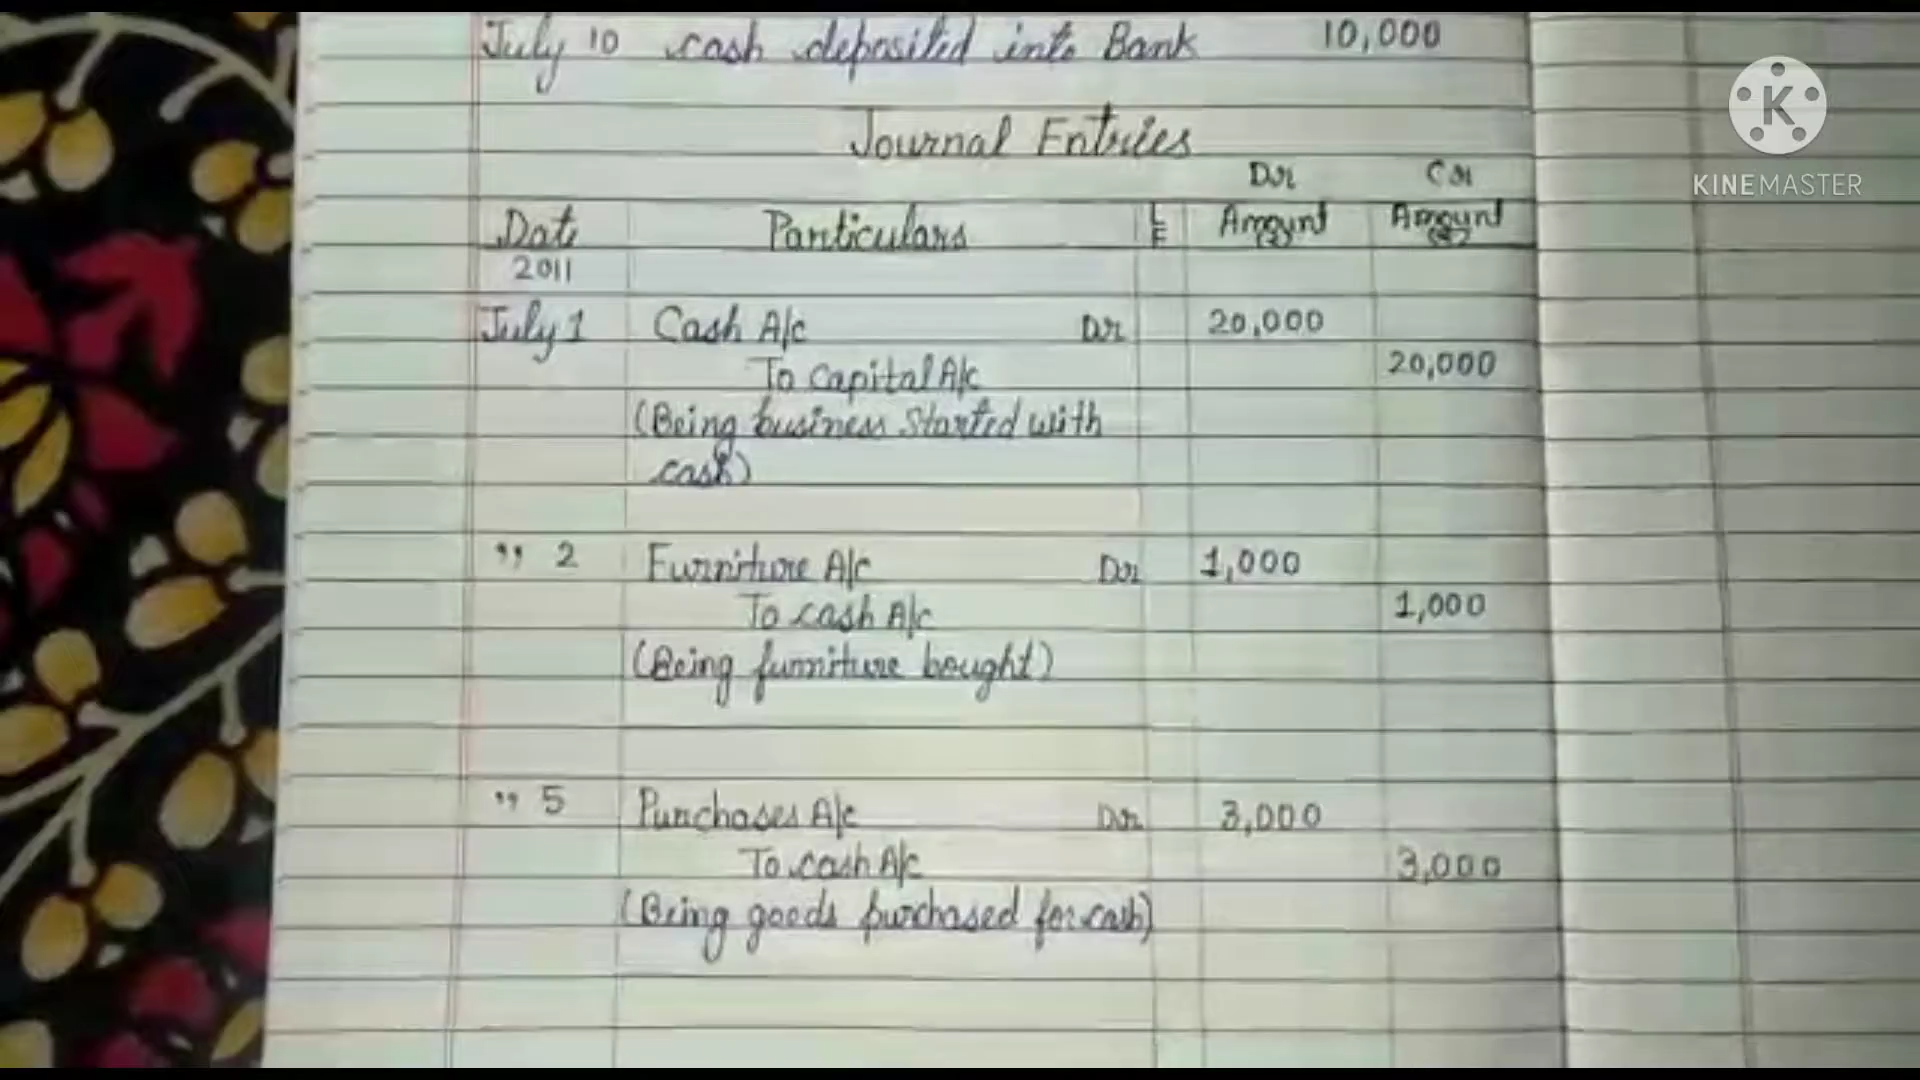 July 10 cash deposited into Bank 10,000
Journal Entries
Dr Cr
Date Particulars L F Amount (₹) Amount (₹)
2011
July 1 Cash A/c Dr 20,000
To Capital A/c 20,000
(Being business started with
cash)
" 2 Furniture A/c Dr 1,000
To cash A/c 1,000
(Being furniture bought)
" 5 Purchases A/c Dr 3,000
To cash A/c 3,000
(Being goods purchased for cash)
K
KINEMASTER